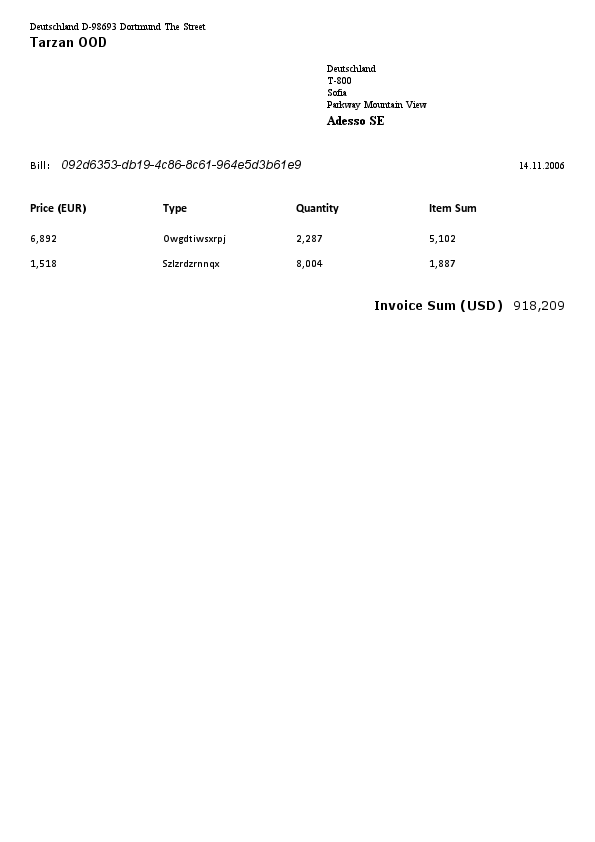 Deutschland D-98693 Dortmund The Street
Tarzan OOD
Deutschland
T-800
Sofia
Parkway Mountain View
Adesso SE
Bill: 092d6353-db19-4c86-8c61-964e5d3b61e9 14.11.2006
Price (EUR) Type Quantity Item Sum
6,892 Owgdtiwsxrpj 2,287 5,102
1,518 Szlzrdzrnnqx 8,004 1,887
Invoice Sum (USD) 918,209